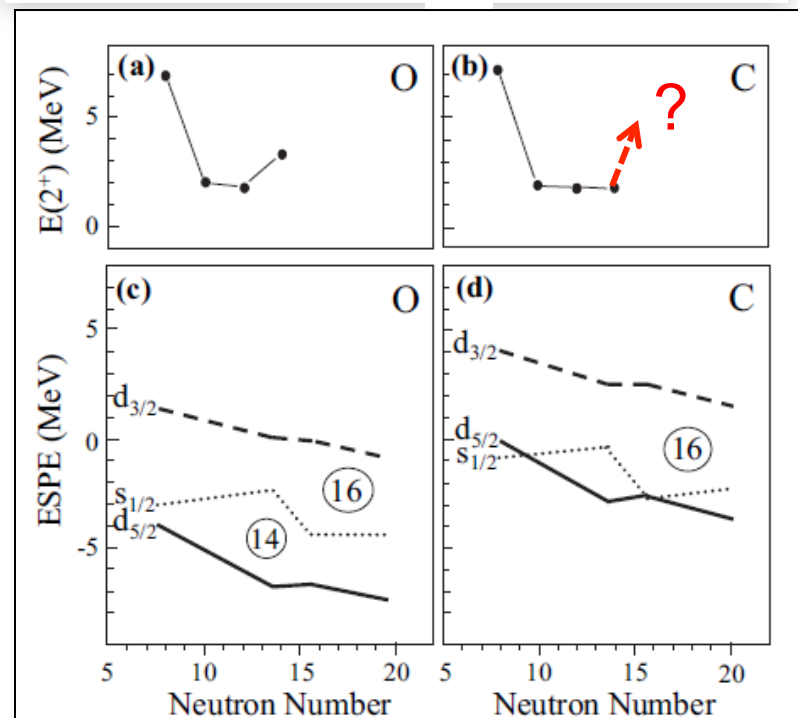 (a) O
(b) C
?
E(2⁺) (MeV)
5
0
(c) O
(d) C
ESPE (MeV)
5
0
-5
d3/2
s1/2
d5/2
14
16
d3/2
d5/2
s1/2
16
5 10 15 20
5 10 15 20
Neutron Number
Neutron Number